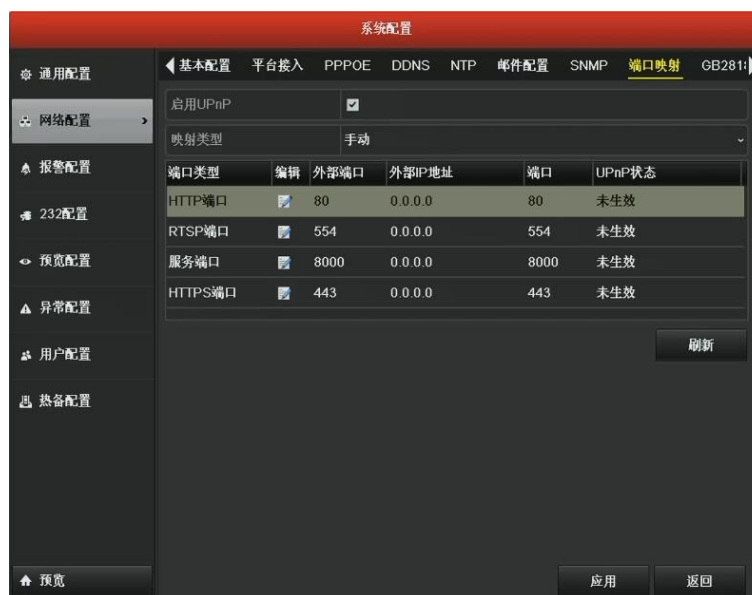 系统配置
通用配置
网络配置
报警配置
232配置
预览配置
异常配置
用户配置
热备配置
预览
基本配置 平台接入 PPPOE DDNS NTP 邮件配置 SNMP 端口映射 GB2818
启用UPnP
映射类型 手动
端口类型 编辑 外部端口 外部IP地址 端口 UPnP状态
HTTP端口 80 0.0.0.0 80 未生效
RTSP端口 554 0.0.0.0 554 未生效
服务端口 8000 0.0.0.0 8000 未生效
HTTPS端口 443 0.0.0.0 443 未生效
刷新
应用 返回